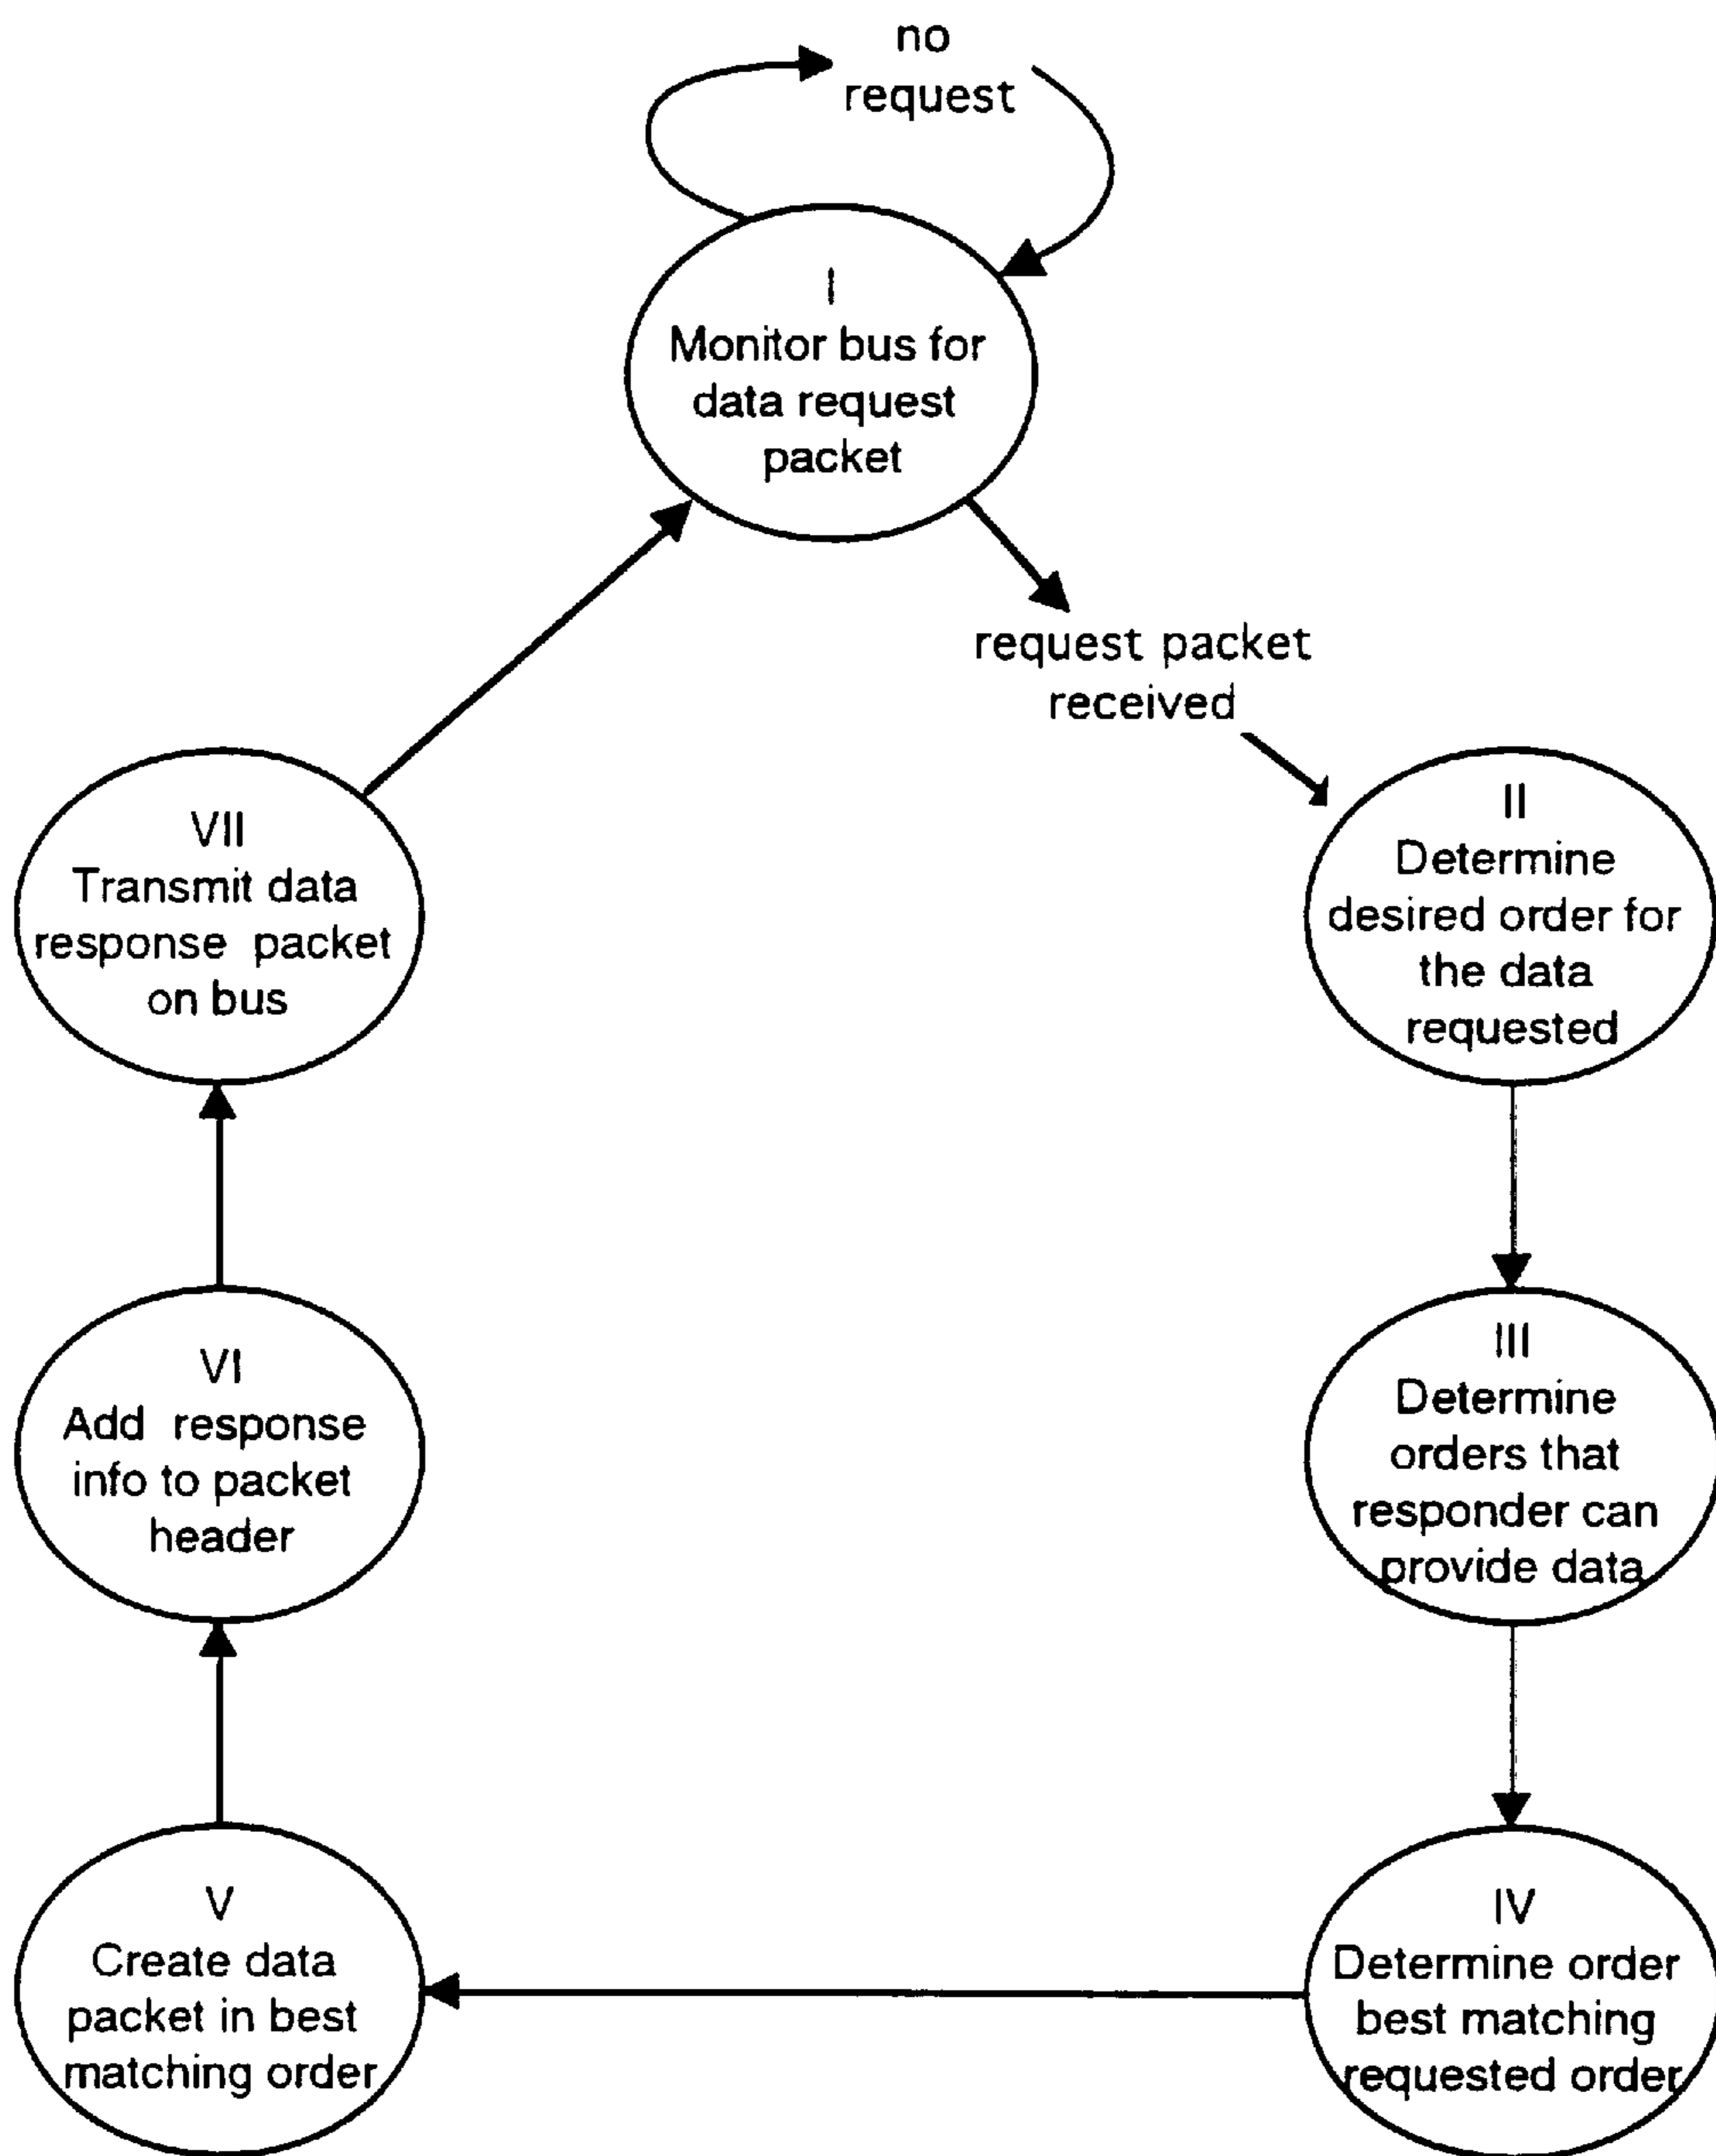 no
request
I
Monitor bus for
data request
packet
request packet
received
II
Determine
desired order for
the data
requested
III
Determine
orders that
responder can
provide data
IV
Determine order
best matching
requested order
V
Create data
packet in best
matching order
VI
Add response
info to packet
header
VII
Transmit data
response packet
on bus